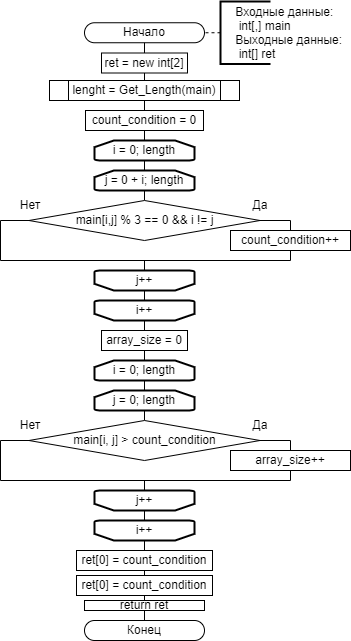 Входные данные:
int[,] main
Выходные данные:
int[] ret
Начало
ret = new int[2]
lenght = Get_Length(main)
count_condition = 0
i = 0; length
j = 0 + i; length
Нет
Да
main[i,j] % 3 == 0 && i != j
count_condition++
j++
i++
array_size = 0
i = 0; length
j = 0; length
Нет
Да
main[i, j] > count_condition
array_size++
j++
i++
ret[0] = count_condition
ret[0] = count_condition
return ret
Конец